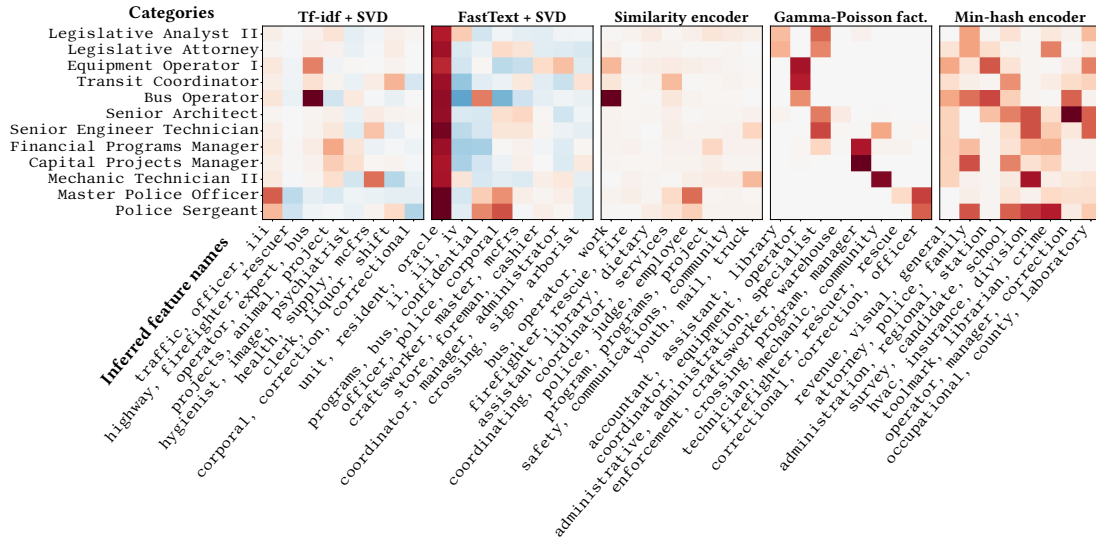 Categories
Tf-idf + SVD
FastText + SVD
Similarity encoder
Gamma-Poisson fact.
Min-hash encoder
Legislative Analyst II
Legislative Attorney
Equipment Operator I
Transit Coordinator
Bus Operator
Senior Architect
Senior Engineer Technician
Financial Programs Manager
Capital Projects Manager
Mechanic Technician II
Master Police Officer
Police Sergeant
Inferred feature names
traffic, officer, iii
highway, firefighter, rescuer
operator, expert, bus
projects, animal, project
hygienist, image, psychiatrist
health, supply, mcfrs
clerk, liquor, shift
corporal, correction, correctional
unit, resident, oracle
ii, iii, iv
programs, bus, confidential
officer, police, corporal
craftsworker, master, mcfrs
store, foreman, cashier
coordinator, manager, administrator
crossing, sign, arborist
bus, operator, work
firefighter, rescuer, fire
assistant, library, dietary
coordinating, coordinator, services
police, judge, employee
program, programs, project
safety, communications, community
youth, mail, truck
accountant, assistant, library
coordinator, equipment, operator
administrative, administration, specialist
enforcement, craftsworker, warehouse
crossing, program, manager
technician, mechanic, community
firefighter, rescuer, rescue
correctional, correction, officer
revenue, visual, general
attorney, police, family
administration, regional, station
survey, candidate, school
hvac, insurance, division
toolmark, librarian, crime
operator, manager, correction
occupational, county, laboratory